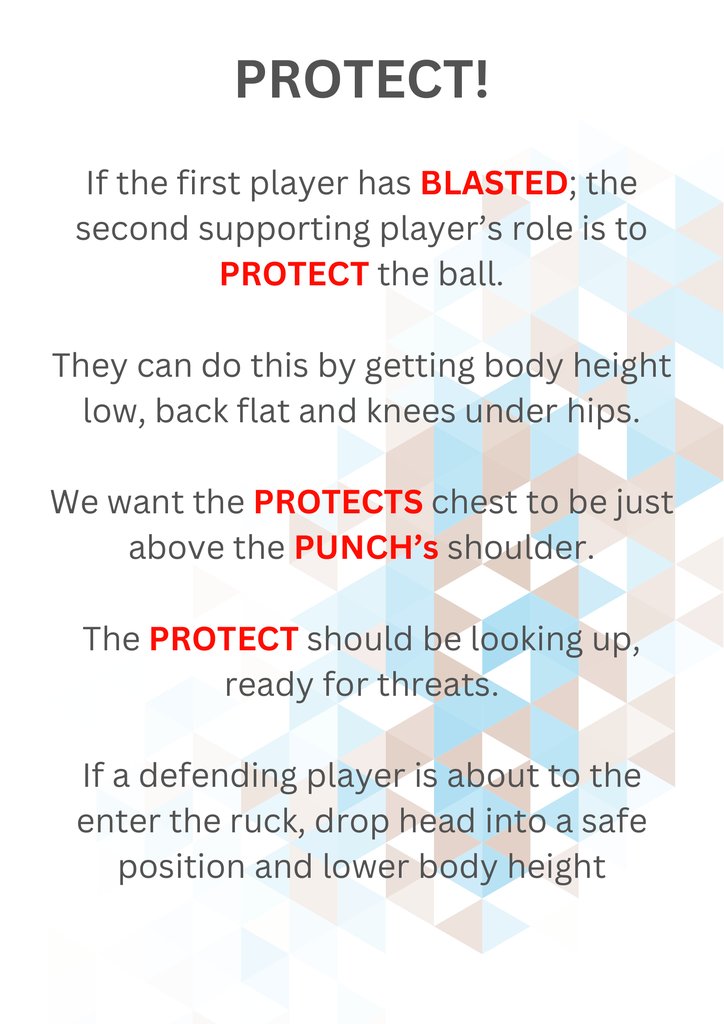 PROTECT!
If the first player has BLASTED; the
second supporting player’s role is to
PROTECT the ball.
They can do this by getting body height
low, back flat and knees under hips.
We want the PROTECTS chest to be just
above the PUNCH’s shoulder.
The PROTECT should be looking up,
ready for threats.
If a defending player is about to the
enter the ruck, drop head into a safe
position and lower body height